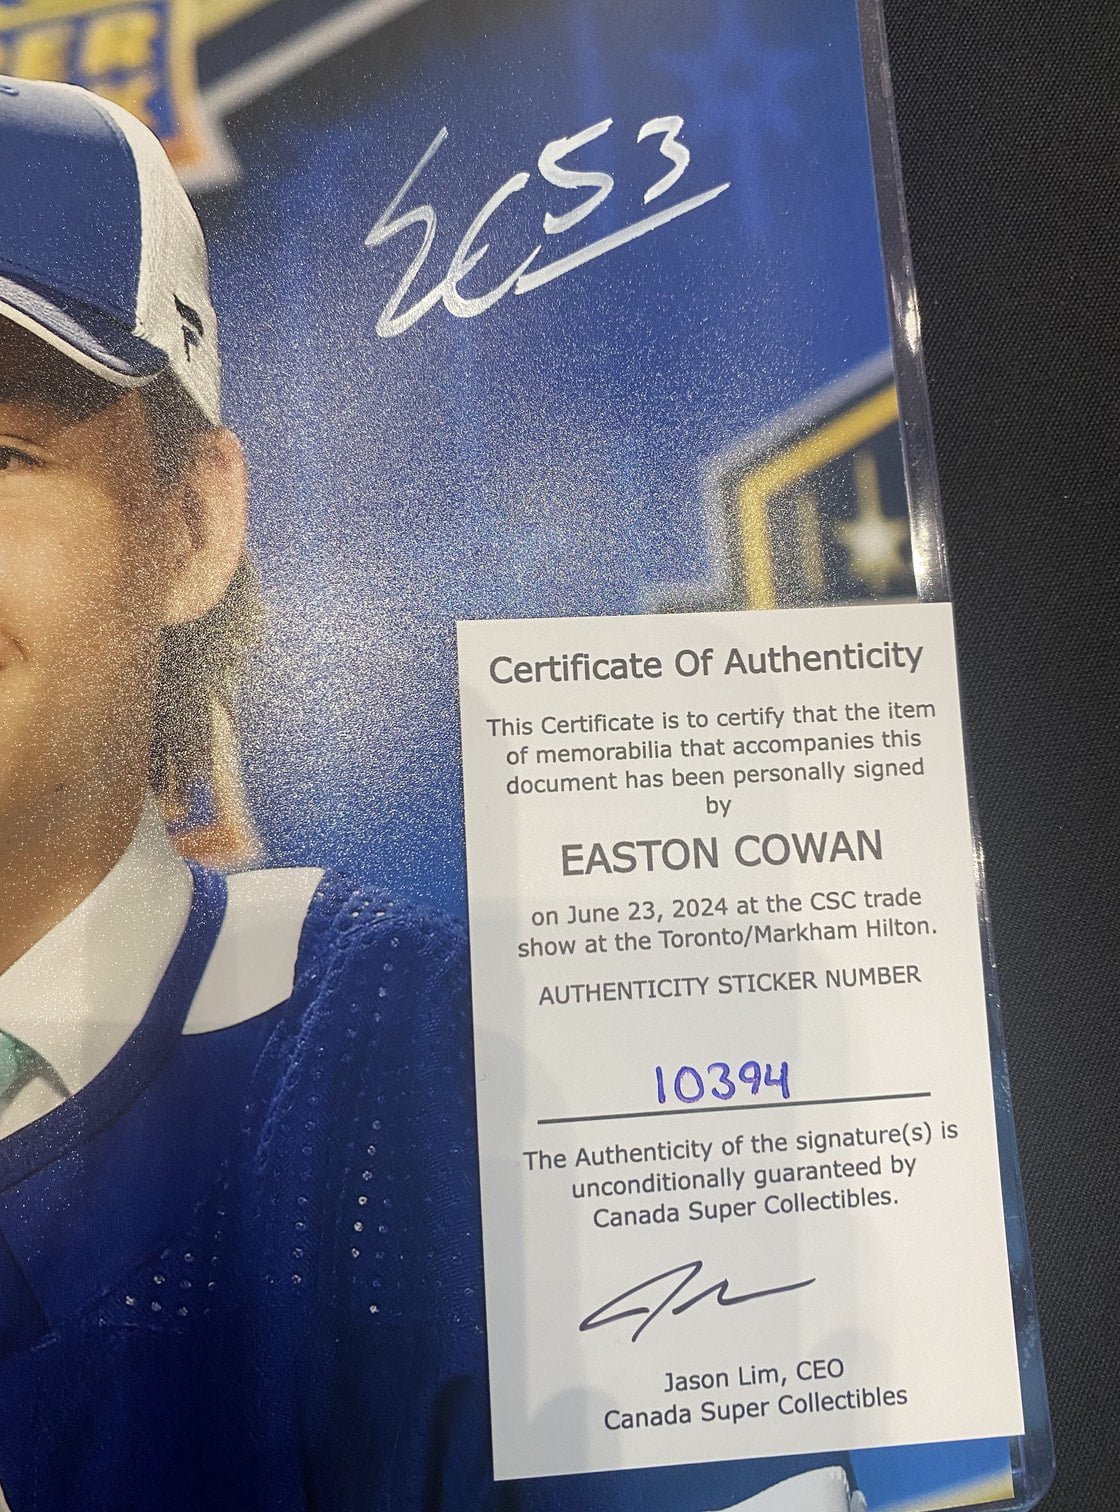 ER
53
Certificate Of Authenticity
This Certificate is to certify that the item
of memorabilia that accompanies this
document has been personally signed
by
EASTON COWAN
on June 23, 2024 at the CSC trade
show at the Toronto/Markham Hilton.
AUTHENTICITY STICKER NUMBER
10394
The Authenticity of the signature(s) is
unconditionally guaranteed by
Canada Super Collectibles.
Jason Lim, CEO
Canada Super Collectibles